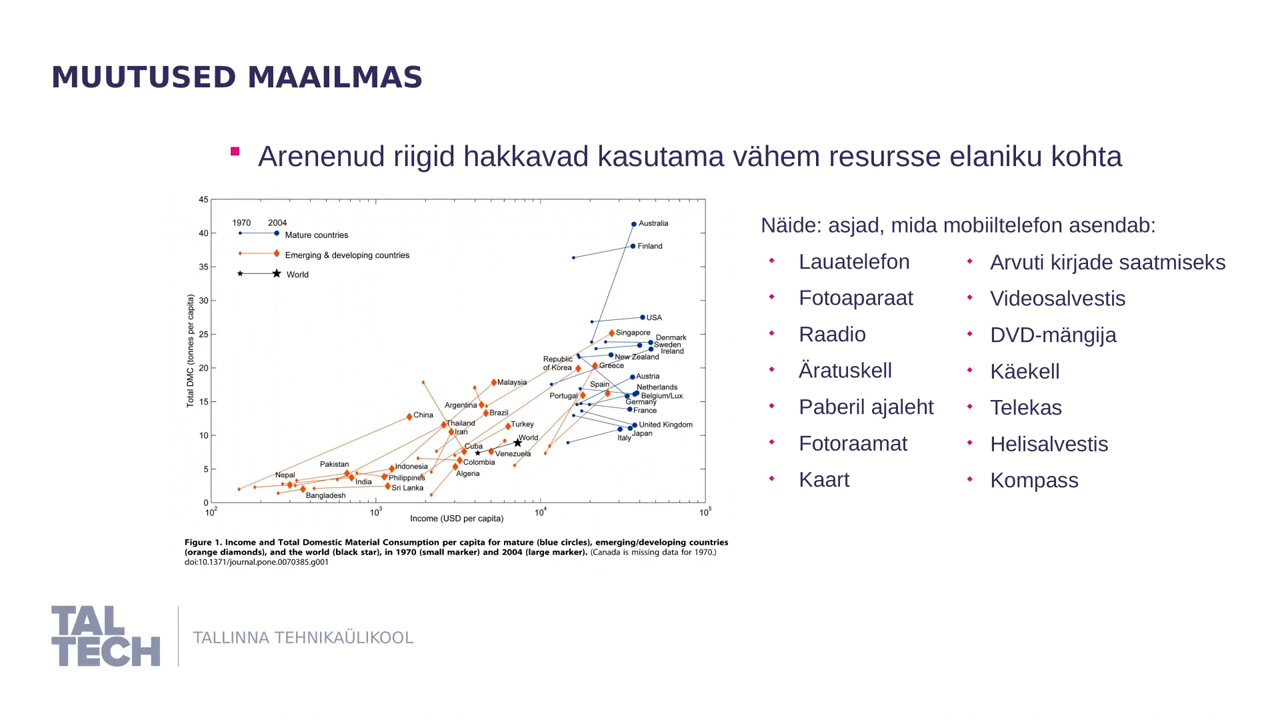 MUUTUSED MAAILMAS
Arenenud riigid hakkavad kasutama vähem resursse elaniku kohta
45
40
35
30
25
20
15
10
5
0
Total DMC (tonnes per capita)
1970 2004
Mature countries
Emerging & developing countries
World
Australia
Finland
USA
Singapore
Denmark
Sweden
Ireland
New Zealand
Republic
of Korea
Greece
Austria
Malaysia
Spain
Netherlands
Portugal
Belgium/Lux.
Germany
Argentina
France
Brazil
China
Thailand
Turkey
United Kingdom
Iran
Japan
World
Italy
Cuba
Venezuela
Pakistan
Indonesia
Colombia
Nepal
India
Philippines
Algeria
Sri Lanka
Bangladesh
10² 10³ 10⁴ 10⁵
Income (USD per capita)
Figure 1. Income and Total Domestic Material Consumption per capita for mature (blue circles), emerging/developing countries
(orange diamonds), and the world (black star), in 1970 (small marker) and 2004 (large marker). (Canada is missing data for 1970.)
doi:10.1371/journal.pone.0070385.g001
Näide: asjad, mida mobiiltelefon asendab:
Lauatelefon
Fotoaparaat
Raadio
Äratuskell
Paberil ajaleht
Fotoraamat
Kaart
Arvuti kirjade saatmiseks
Videosalvestis
DVD-mängija
Käekell
Telekas
Helisalvestis
Kompass
TAL
TECH
TALLINNA TEHNIKAÜLIKOOL